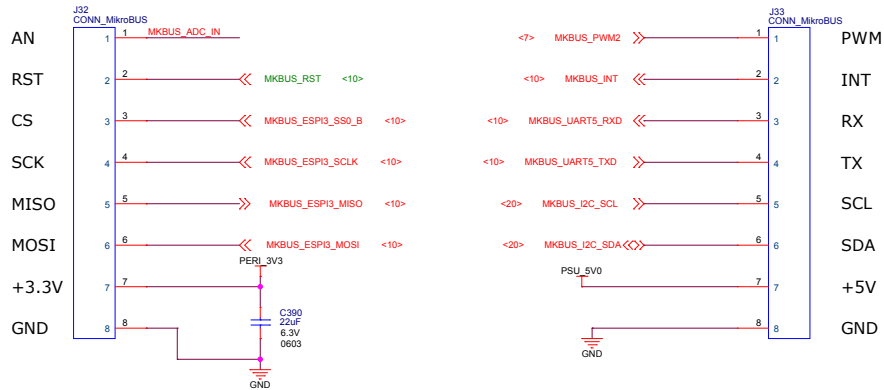 J32
CONN_MikroBUS
AN 1 1 MKBUS_ADC_IN
RST 2 2 MKBUS_RST <10>
CS 3 3 MKBUS_ESPI3_SS0_B <10>
SCK 4 4 MKBUS_ESPI3_SCLK <10>
MISO 5 5 MKBUS_ESPI3_MISO <10>
MOSI 6 6 MKBUS_ESPI3_MOSI <10>
PERI_3V3
+3.3V 7 7
GND 8 8
C390
22uF
6.3V
0603
GND
J33
CONN_MikroBUS
<7> MKBUS_PWM2 1 1 PWM
<10> MKBUS_INT 2 2 INT
<10> MKBUS_UART5_RXD 3 3 RX
<10> MKBUS_UART5_TXD 4 4 TX
<20> MKBUS_I2C_SCL 5 5 SCL
<20> MKBUS_I2C_SDA 6 6 SDA
PSU_5V0
7 7 +5V
8 8 GND
GND